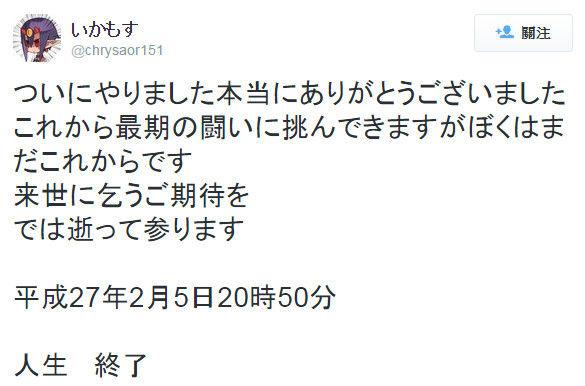 いかもす
@chrysaor151
關注
ついにやりました本当にありがとうございました
これから最期の闘いに挑んできますがぼくはま
だこれからです
来世に乞うご期待を
では逝って参ります
平成27年2月5日20時50分
人生　終了